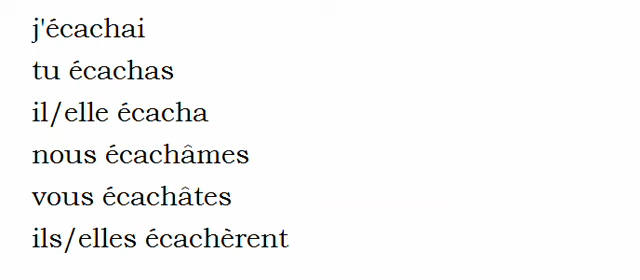 j'écachai
tu écachas
il/elle écacha
nous écachâmes
vous écachâtes
ils/elles écachèrent